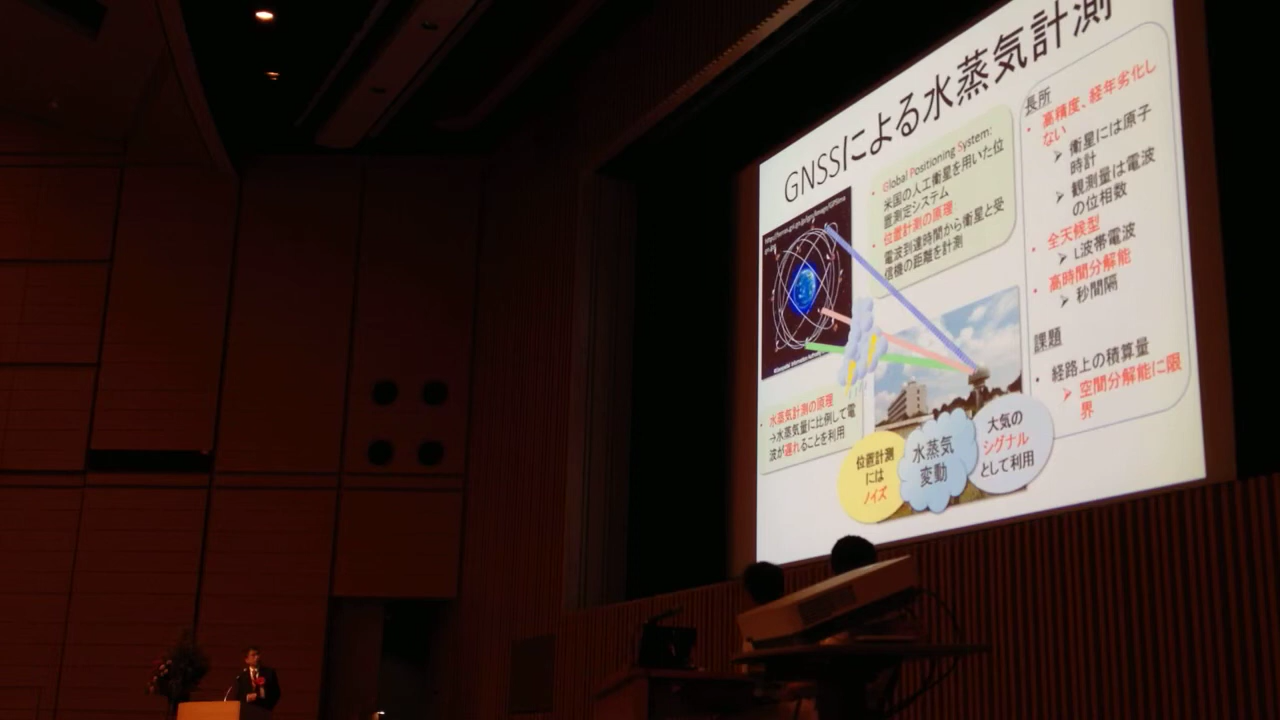 GNSSによる水蒸気計測
• Global Positioning System:
米国の人工衛星を用いた位
置測定システム
• 位置計測の原理
電波到達時間から衛星と受
信機の距離を計測
• 水蒸気計測の原理
→水蒸気量に比例して電
波が遅れることを利用
位置計測
には
ノイズ
水蒸気
変動
大気の
シグナル
として利用
長所
• 高精度、経年劣化し
ない
➢ 衛星には原子
時計
➢ 観測量は電波
の位相数
• 全天候型
➢ L波帯電波
• 高時間分解能
➢ 秒間隔
課題
• 経路上の積算量
➢ 空間分解能に限
界